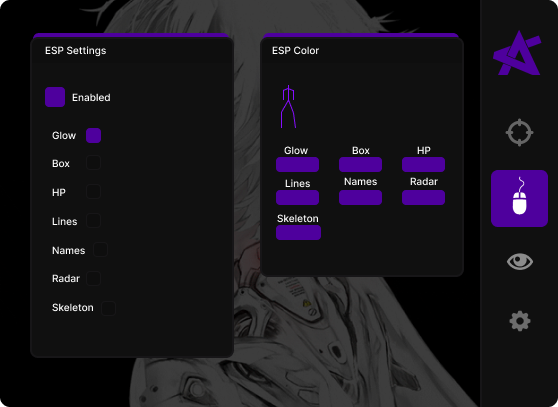 ESP Settings
Enabled
Glow
Box
HP
Lines
Names
Radar
Skeleton
ESP Color
Glow Box HP
Lines Names Radar
Skeleton